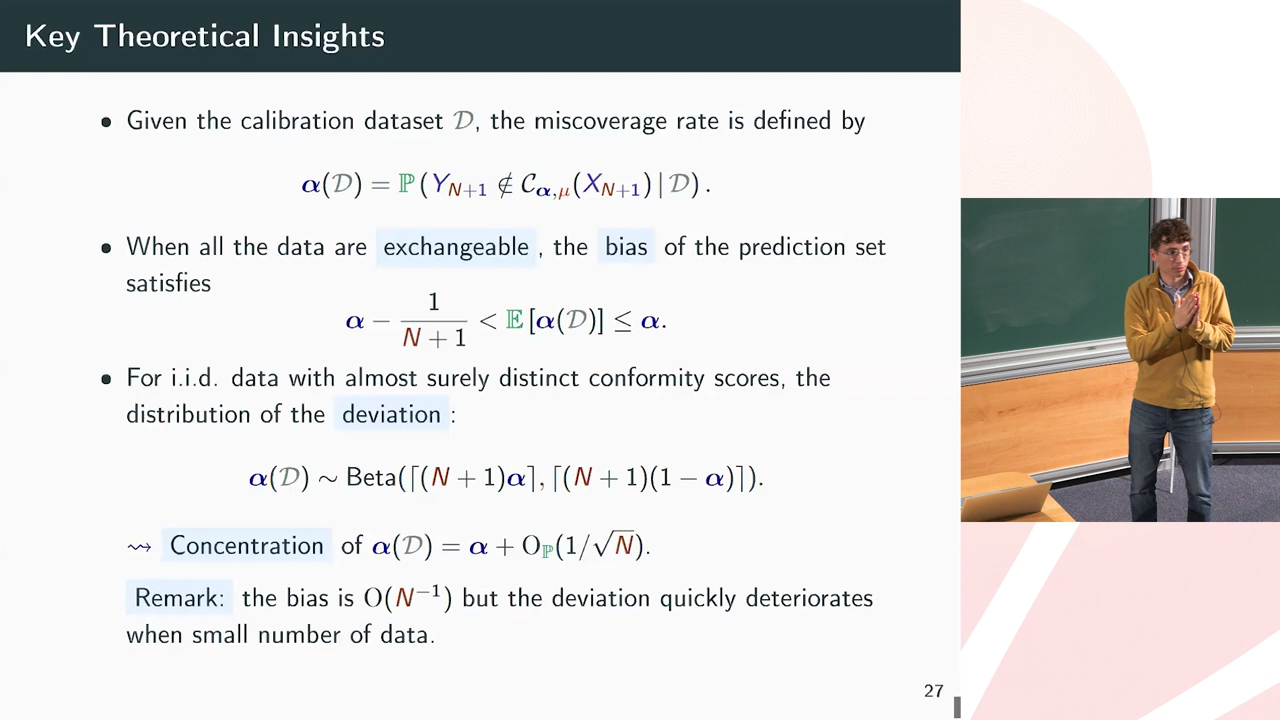 Key Theoretical Insights
• Given the calibration dataset 𝒟, the miscoverage rate is defined by
α(𝒟) = ℙ(Y_{N+1} ∉ 𝒞_{α,μ}(X_{N+1}) | 𝒟).
• When all the data are exchangeable, the bias of the prediction set
satisfies
α − 1/(N + 1) < 𝔼[α(𝒟)] ≤ α.
• For i.i.d. data with almost surely distinct conformity scores, the
distribution of the deviation:
α(𝒟) ∼ Beta(⌈(N + 1)α⌉, ⌈(N + 1)(1 − α)⌉).
⇝ Concentration of α(𝒟) = α + O_ℙ(1/√N).
Remark: the bias is O(N⁻¹) but the deviation quickly deteriorates
when small number of data.
27